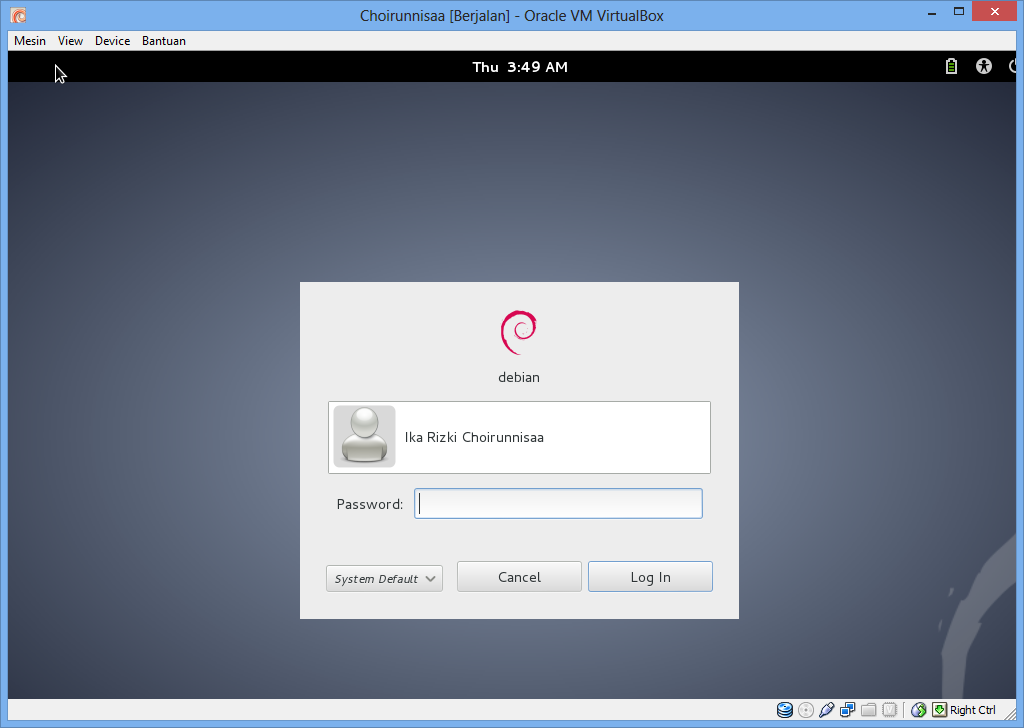 Choirunnisaa [Berjalan] - Oracle VM VirtualBox
Mesin View Device Bantuan
Thu 3:49 AM
debian
Ika Rizki Choirunnisaa
Password:
System Default Cancel Log In
Right Ctrl